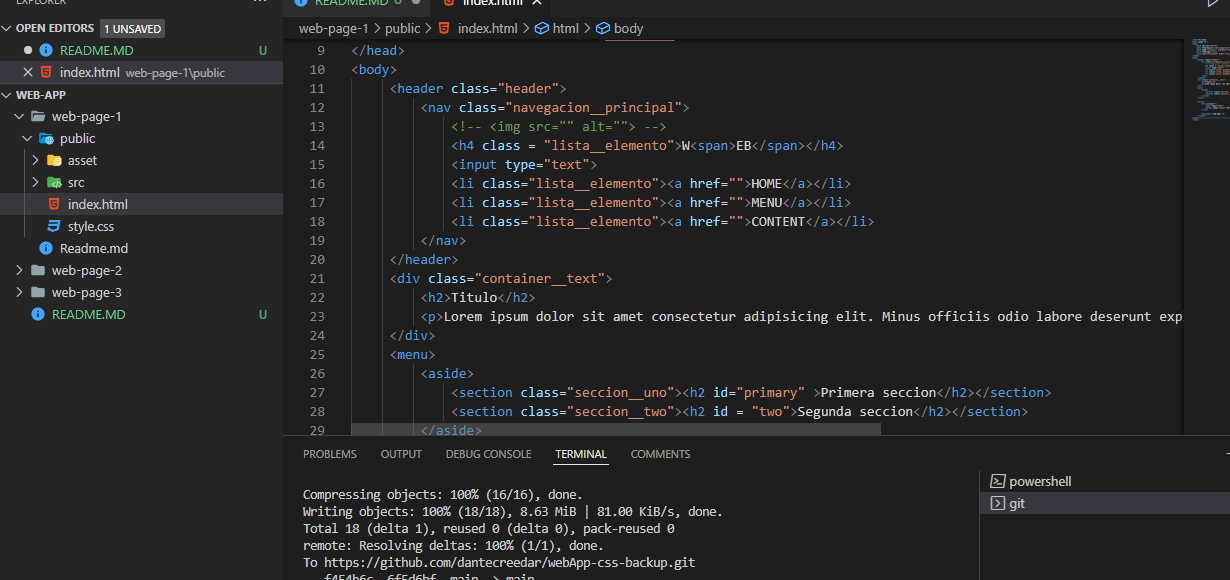 EXPLORER
OPEN EDITORS 1 UNSAVED
README.MD U
index.html web-page-1\public
WEB-APP
web-page-1
public
asset
src
index.html
style.css
Readme.md
web-page-2
web-page-3
README.MD U
README.MD U
index.html
web-page-1 > public > index.html > html > body
9 </head>
10 <body>
11 <header class="header">
12 <nav class="navegacion__principal">
13 <!-- <img src="" alt=""> -->
14 <h4 class = "lista__elemento">W<span>EB</span></h4>
15 <input type="text">
16 <li class="lista__elemento"><a href="">HOME</a></li>
17 <li class="lista__elemento"><a href="">MENU</a></li>
18 <li class="lista__elemento"><a href="">CONTENT</a></li>
19 </nav>
20 </header>
21 <div class="container__text">
22 <h2>Titulo</h2>
23 <p>Lorem ipsum dolor sit amet consectetur adipisicing elit. Minus officiis odio labore deserunt exp
24 </div>
25 <menu>
26 <aside>
27 <section class="seccion__uno"><h2 id="primary" >Primera seccion</h2></section>
28 <section class="seccion__two"><h2 id = "two">Segunda seccion</h2></section>
29 </aside>
PROBLEMS OUTPUT DEBUG CONSOLE TERMINAL COMMENTS
Compressing objects: 100% (16/16), done.
Writing objects: 100% (18/18), 8.63 MiB | 81.00 KiB/s, done.
Total 18 (delta 1), reused 0 (delta 0), pack-reused 0
remote: Resolving deltas: 100% (1/1), done.
To https://github.com/dantecreedar/webApp-css-backup.git
main -> main
powershell
git